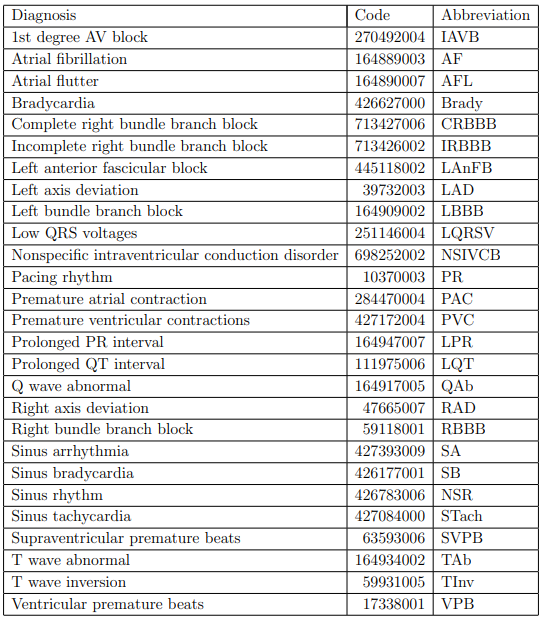 Diagnosis Code Abbreviation
1st degree AV block 270492004 IAVB
Atrial fibrillation 164889003 AF
Atrial flutter 164890007 AFL
Bradycardia 426627000 Brady
Complete right bundle branch block 713427006 CRBBB
Incomplete right bundle branch block 713426002 IRBBB
Left anterior fascicular block 445118002 LAnFB
Left axis deviation 39732003 LAD
Left bundle branch block 164909002 LBBB
Low QRS voltages 251146004 LQRSV
Nonspecific intraventricular conduction disorder 698252002 NSIVCB
Pacing rhythm 10370003 PR
Premature atrial contraction 284470004 PAC
Premature ventricular contractions 427172004 PVC
Prolonged PR interval 164947007 LPR
Prolonged QT interval 111975006 LQT
Q wave abnormal 164917005 QAb
Right axis deviation 47665007 RAD
Right bundle branch block 59118001 RBBB
Sinus arrhythmia 427393009 SA
Sinus bradycardia 426177001 SB
Sinus rhythm 426783006 NSR
Sinus tachycardia 427084000 STach
Supraventricular premature beats 63593006 SVPB
T wave abnormal 164934002 TAb
T wave inversion 59931005 TInv
Ventricular premature beats 17338001 VPB